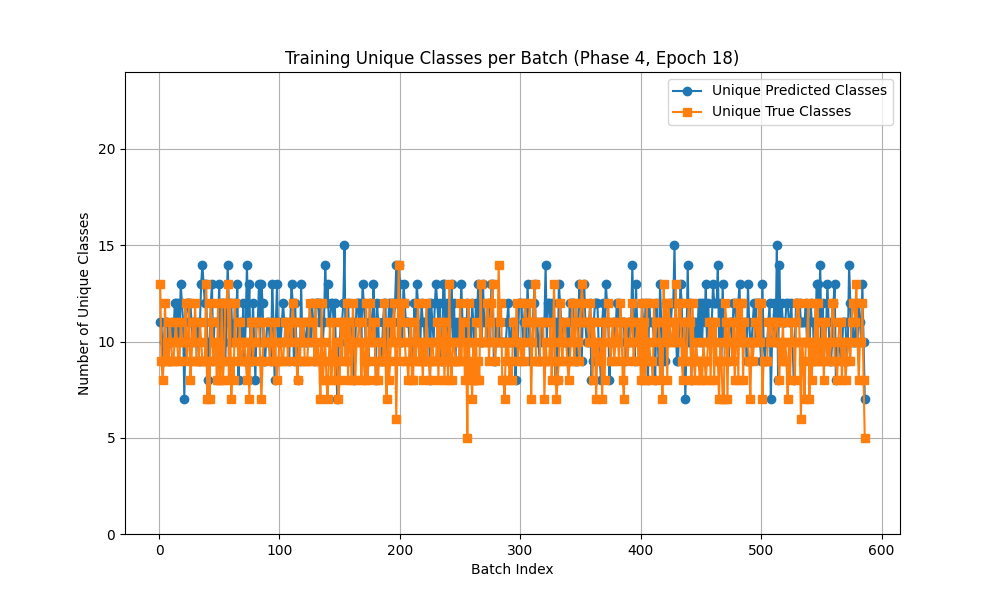 Training Unique Classes per Batch (Phase 4, Epoch 18)
Unique Predicted Classes
Unique True Classes
Number of Unique Classes
20
15
10
5
0
0 100 200 300 400 500 600
Batch Index